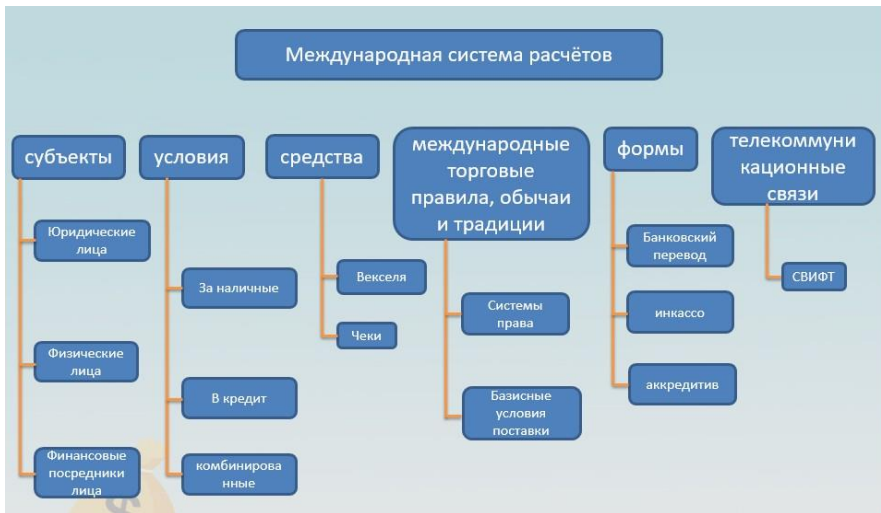 Международная система расчётов
субъекты
Юридические
лица
Физические
лица
Финансовые
посредники
лица
условия
За наличные
В кредит
комбинирова
нные
средства
Векселя
Чеки
международные
торговые
правила, обычаи
и традиции
Системы
права
Базисные
условия
поставки
формы
Банковский
перевод
инкассо
аккредитив
телекоммуни
кационные
связи
СВИФТ